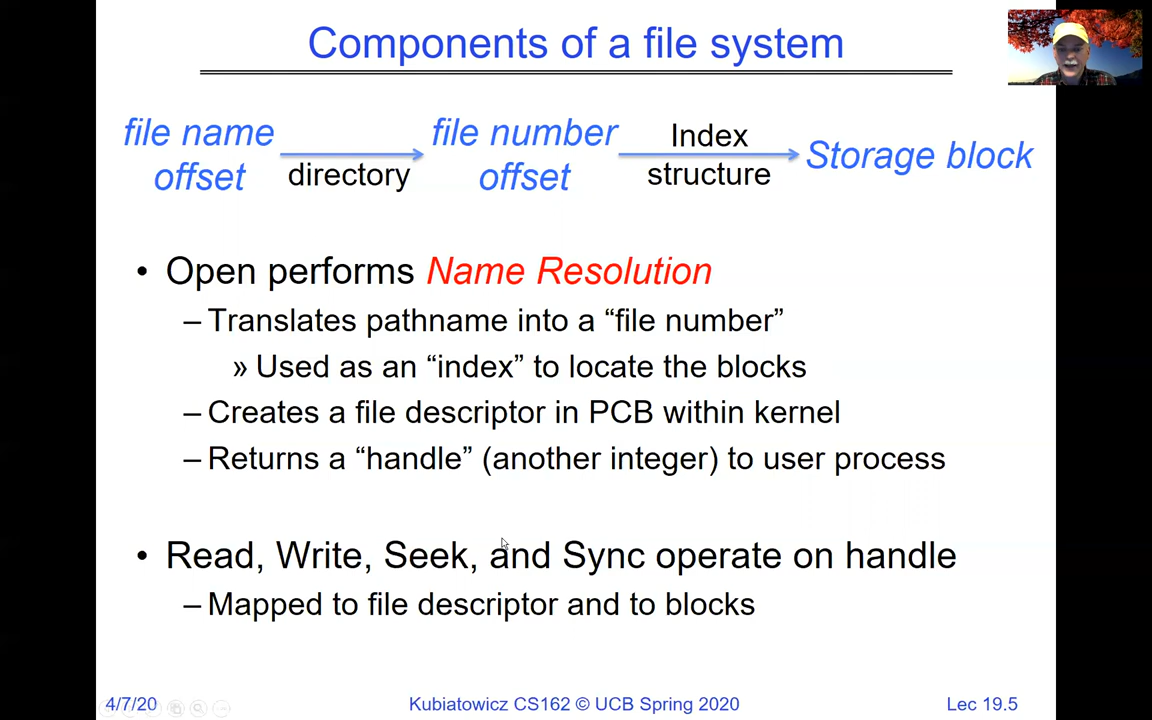 Components of a file system
file name offset
directory
file number offset
Index structure
Storage block
• Open performs Name Resolution
– Translates pathname into a “file number”
» Used as an “index” to locate the blocks
– Creates a file descriptor in PCB within kernel
– Returns a “handle” (another integer) to user process
• Read, Write, Seek, and Sync operate on handle
– Mapped to file descriptor and to blocks
4/7/20
Kubiatowicz CS162 © UCB Spring 2020
Lec 19.5